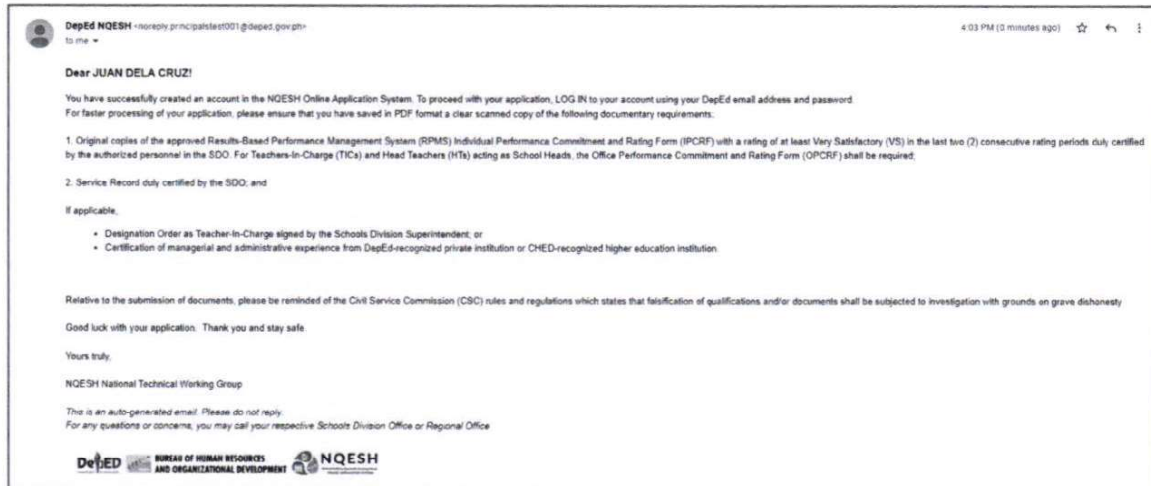 DepEd NQESH <noreply.principalstest001@deped.gov.ph>
4:03 PM (0 minutes ago)
to me
Dear JUAN DELA CRUZ!
You have successfully created an account in the NQESH Online Application System. To proceed with your application, LOG IN to your account using your DepEd email address and password.
For faster processing of your application, please ensure that you have saved in PDF format a clear scanned copy of the following documentary requirements:
1. Original copies of the approved Results-Based Performance Management System (RPMS) Individual Performance Commitment and Rating Form (IPCRF) with a rating of at least Very Satisfactory (VS) in the last two (2) consecutive rating periods duly certified
by the authorized personnel in the SDO. For Teachers-In-Charge (TICs) and Head Teachers (HTs) acting as School Heads, the Office Performance Commitment and Rating Form (OPCRF) shall be required;
2. Service Record duly certified by the SDO; and
If applicable,
• Designation Order as Teacher-In-Charge signed by the Schools Division Superintendent; or
• Certification of managerial and administrative experience from DepEd-recognized private institution or CHED-recognized higher education institution.
Relative to the submission of documents, please be reminded of the Civil Service Commission (CSC) rules and regulations which states that falsification of qualifications and/or documents shall be subjected to investigation with grounds on grave dishonesty
Good luck with your application. Thank you and stay safe.
Yours truly,
NQESH National Technical Working Group
This is an auto-generated email. Please do not reply.
For any questions or concerns, you may call your respective Schools Division Office or Regional Office
DepED BUREAU OF HUMAN RESOURCES
AND ORGANIZATIONAL DEVELOPMENT
NQESH